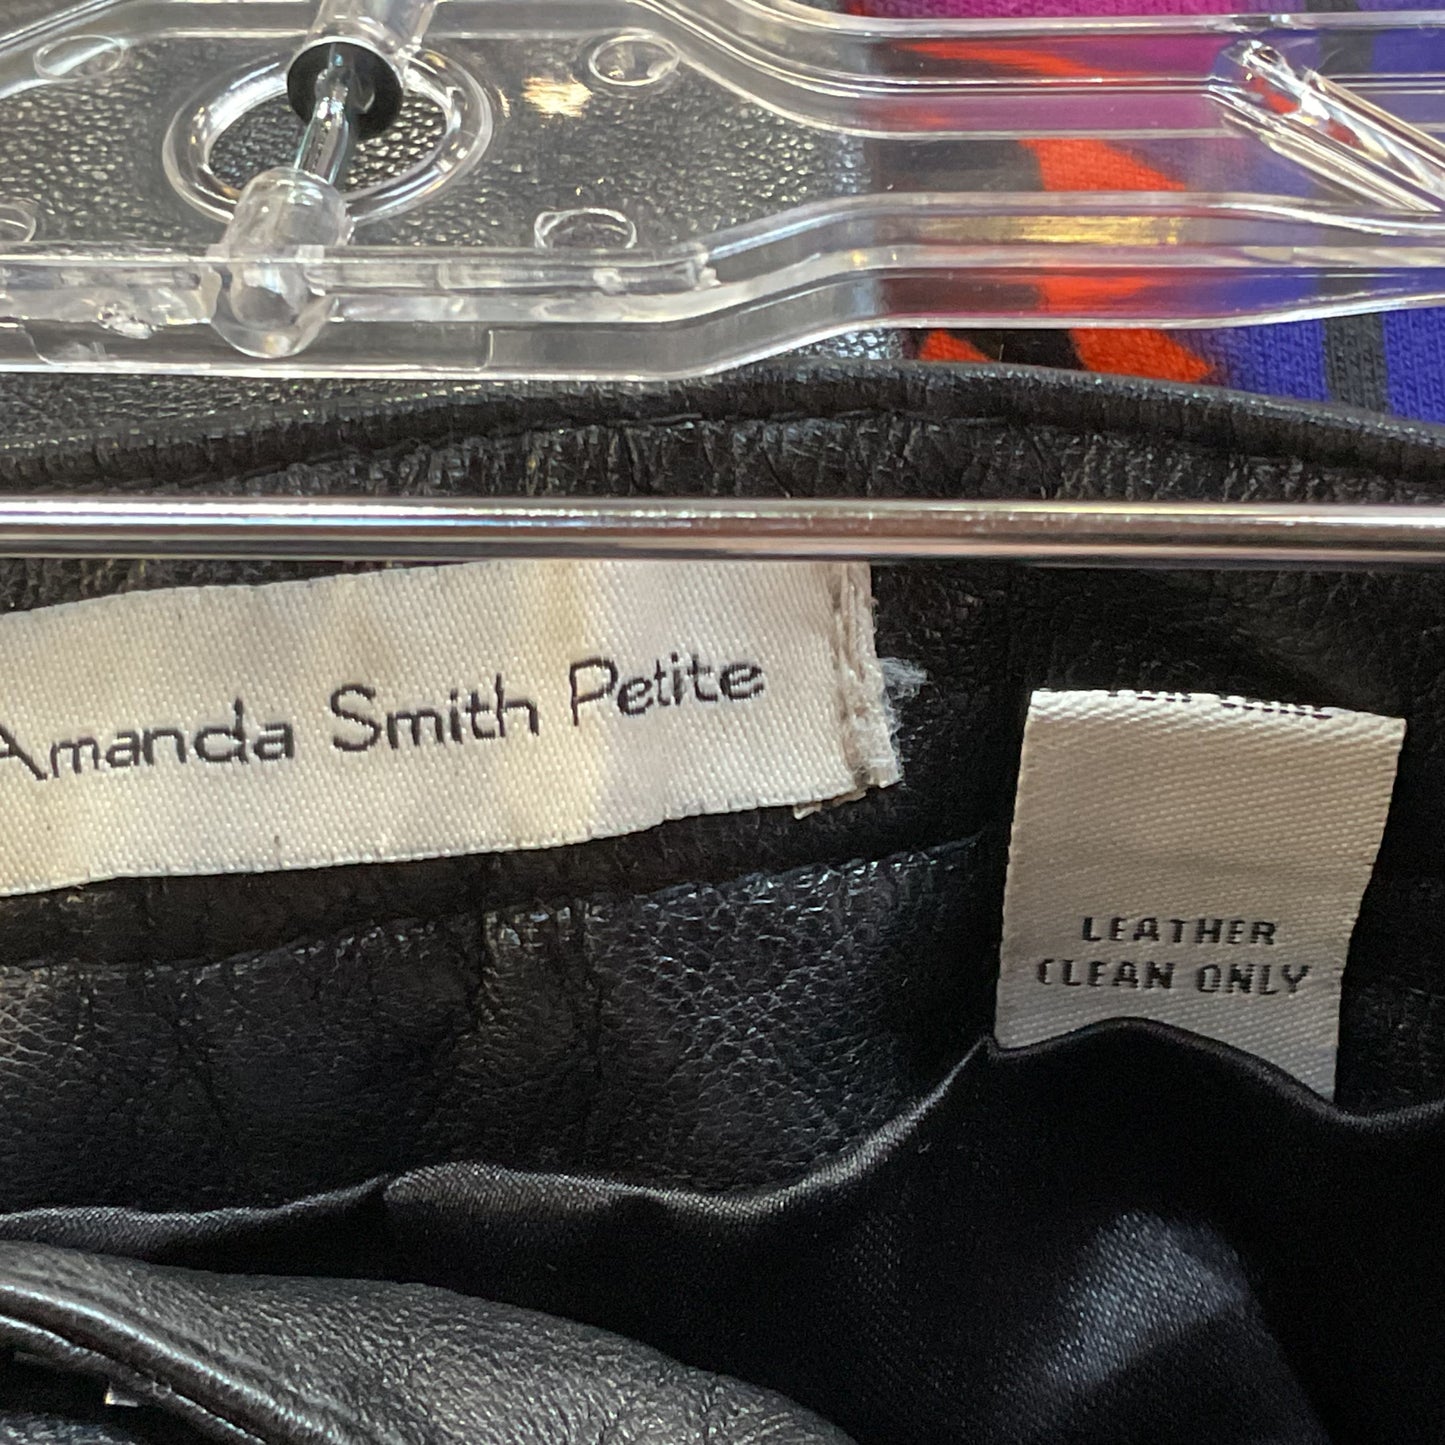 Amanda Smith Petite
LEATHER
CLEAN ONLY